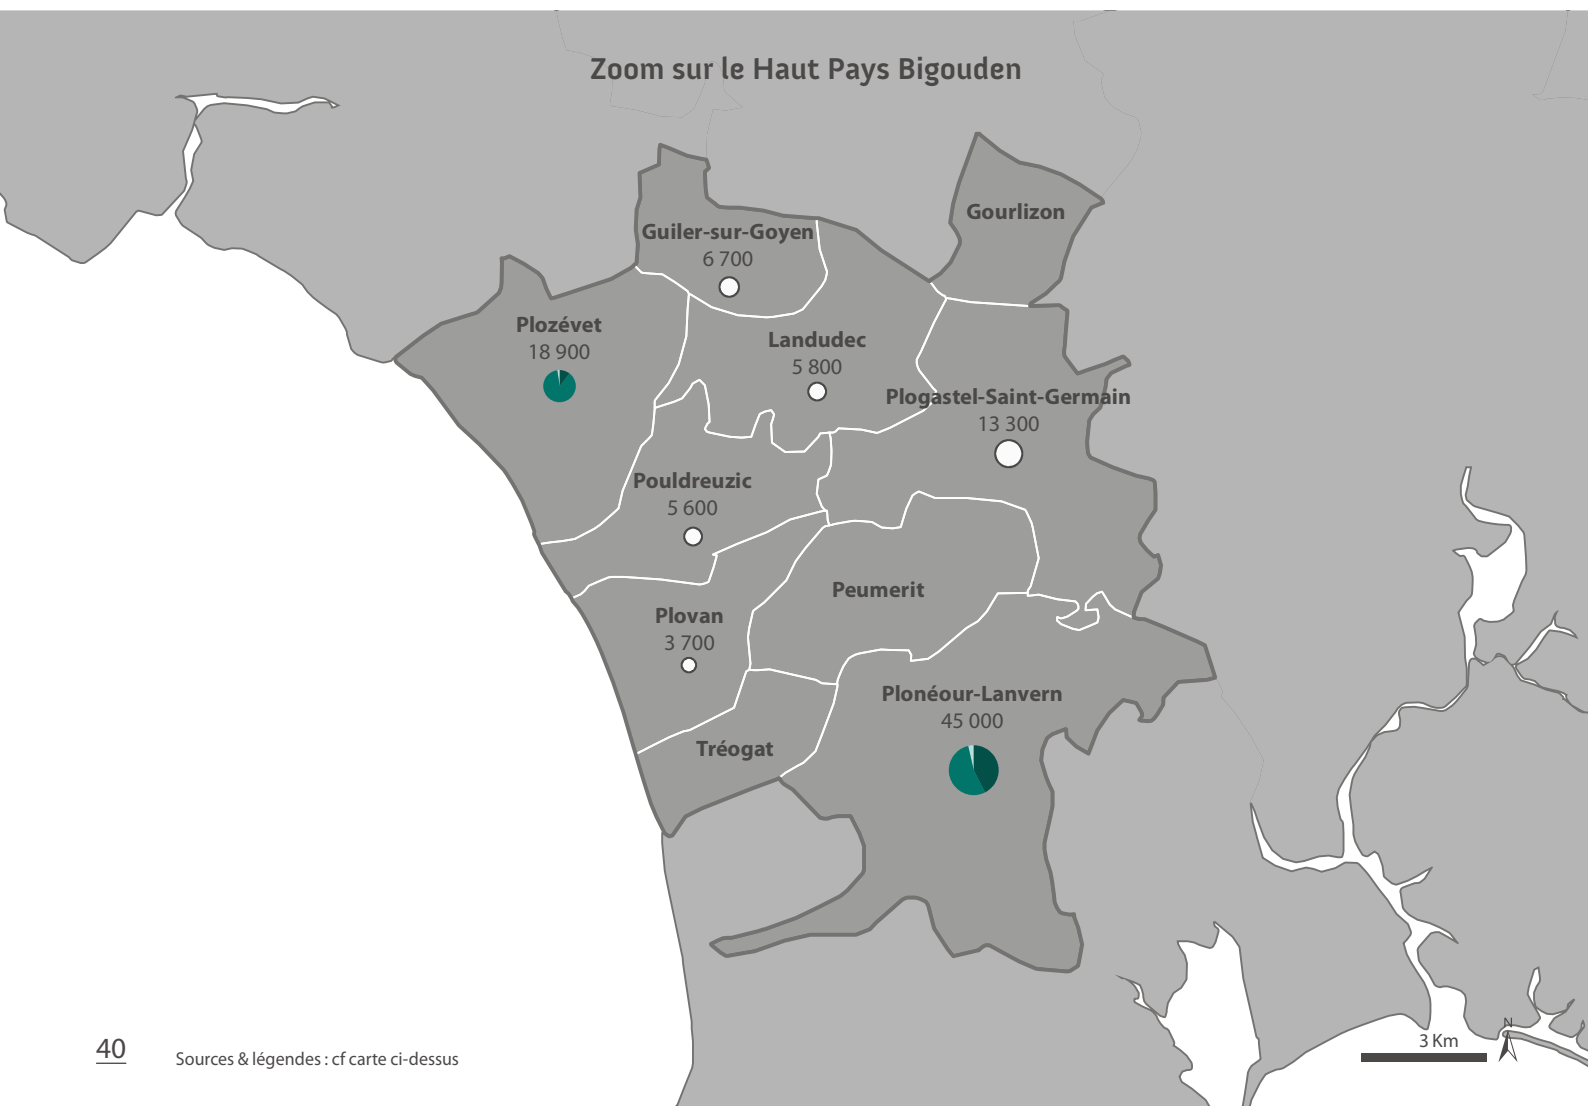 Zoom sur le Haut Pays Bigouden
Gourlizon
Guiler-sur-Goyen
6 700
Plozévet
18 900
Landudec
5 800
Plogastel-Saint-Germain
13 300
Pouldreuzic
5 600
Peumerit
Plovan
3 700
Plonéour-Lanvern
45 000
Tréogat
N
3 Km
40
Sources & légendes : cf carte ci-dessus